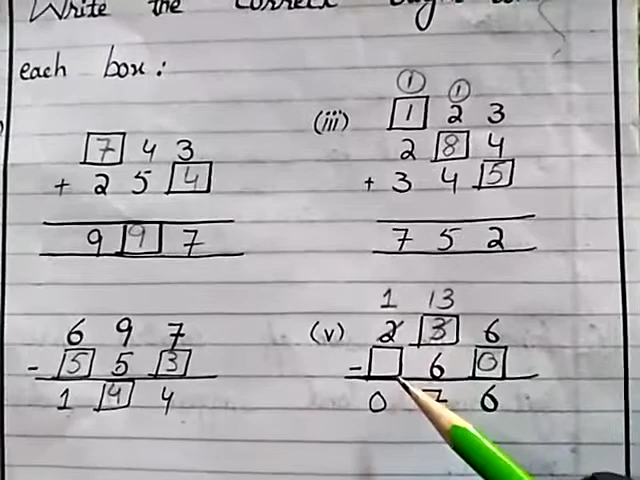 Write the correct
each box:
7 4 3
+ 2 5 4
9 9 7
(iii)
1 1
1 2 3
2 8 4
+ 3 4 5
7 5 2
6 9 7
- 5 5 3
1 4 4
(v)
1 13
2 3 6
- 6 0
0 7 6